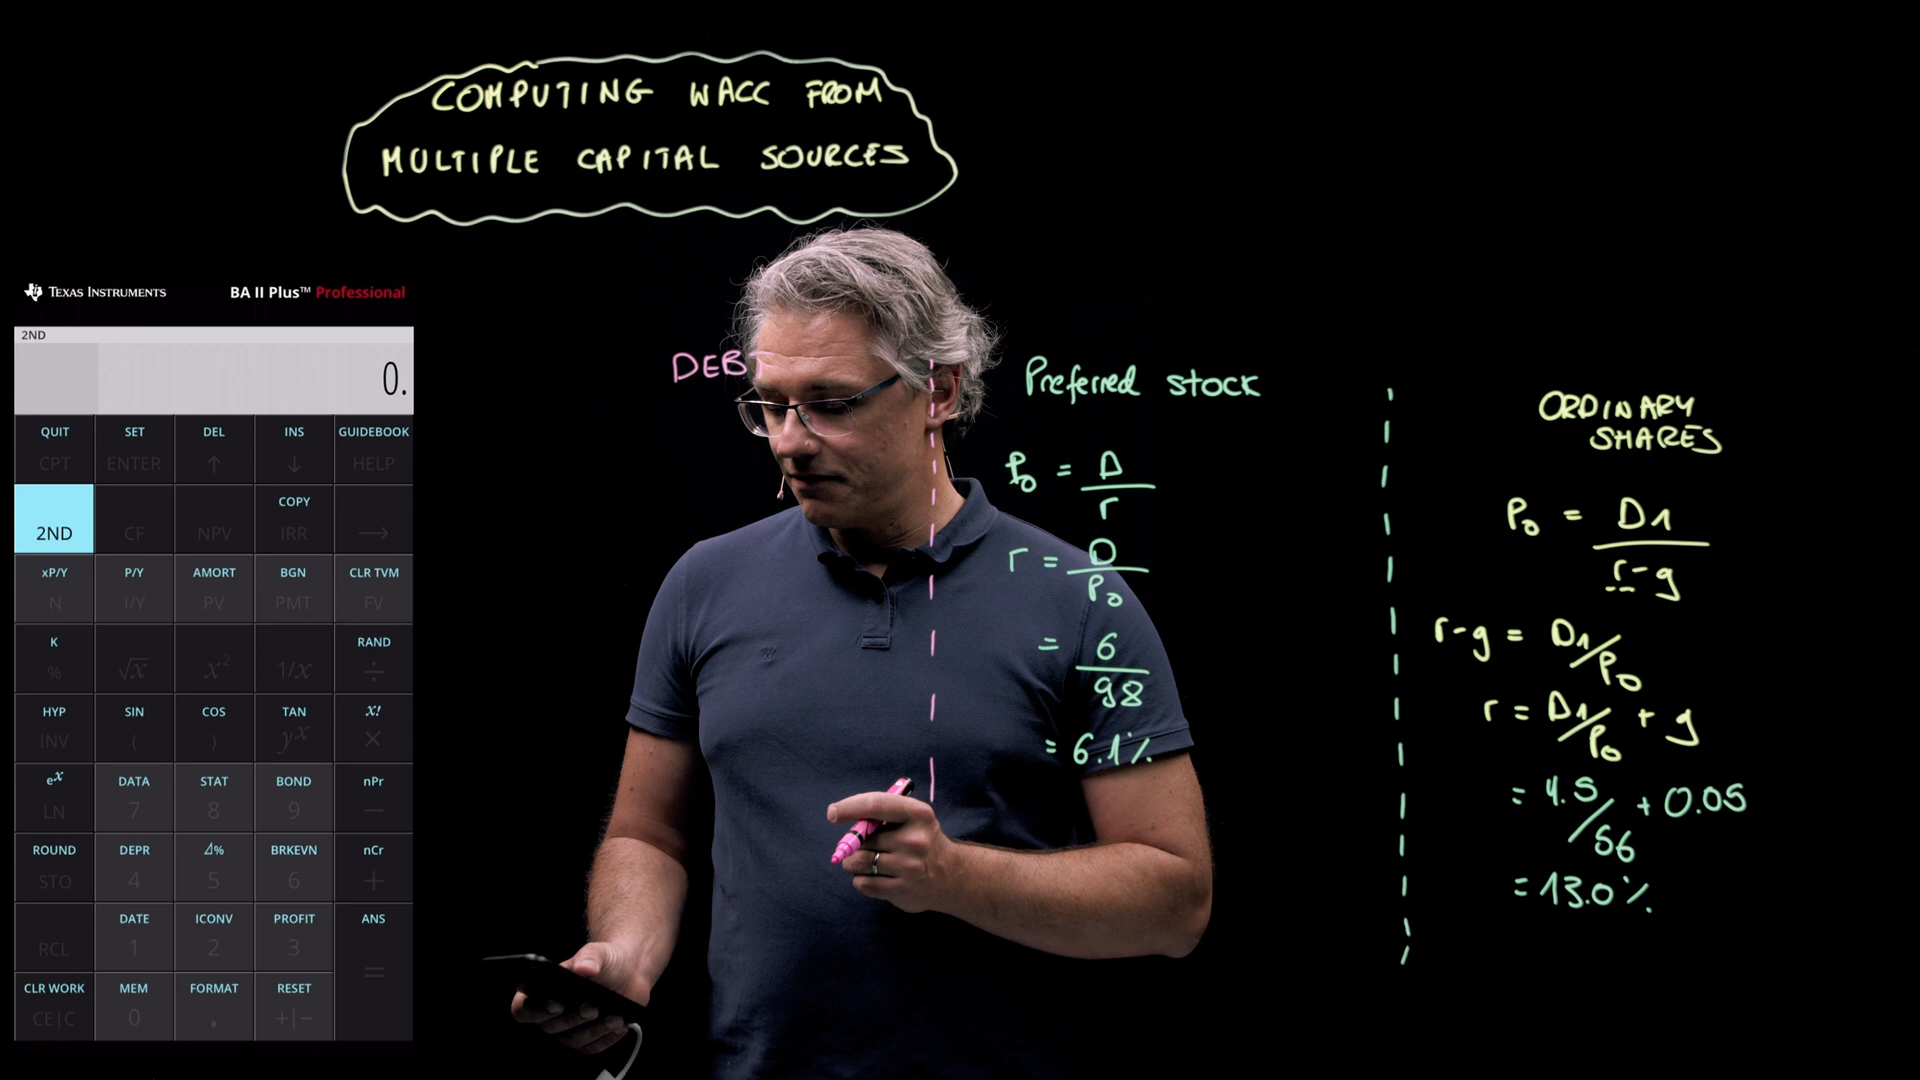 COMPUTING WACC FROM
MULTIPLE CAPITAL SOURCES
TEXAS INSTRUMENTS
BA II Plus™ Professional
2ND
0.
QUIT SET DEL INS GUIDEBOOK
CPT ENTER ↑ ↓ HELP
COPY
2ND CF NPV IRR →
xP/Y P/Y AMORT BGN CLR TVM
N I/Y PV PMT FV
K RAND
% √x x² 1/x ÷
HYP SIN COS TAN x!
INV ( ) yˣ ×
eˣ DATA STAT BOND nPr
LN 7 8 9 −
ROUND DEPR Δ% BRKEVN nCr
STO 4 5 6 +
DATE ICONV PROFIT ANS
RCL 1 2 3 =
CLR WORK MEM FORMAT RESET
CE|C 0 . +|−
DEB
Preferred stock
P₀ = D/r
r = D/P₀
= 6/98
= 6.1%
ORDINARY
SHARES
P₀ = D1/r-g
r-g = D1/P₀
r = D1/P₀ + g
= 4.5/56 + 0.05
= 13.0%